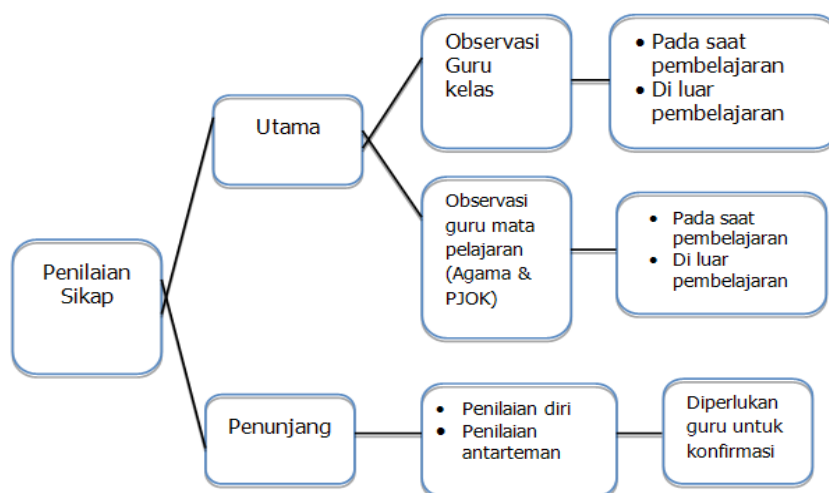 Penilaian
Sikap
Utama
Observasi
Guru
kelas
• Pada saat
pembelajaran
• Di luar
pembelajaran
Observasi
guru mata
pelajaran
(Agama &
PJOK)
• Pada saat
pembelajaran
• Di luar
pembelajaran
Penunjang
• Penilaian diri
• Penilaian
antarteman
Diperlukan
guru untuk
konfirmasi